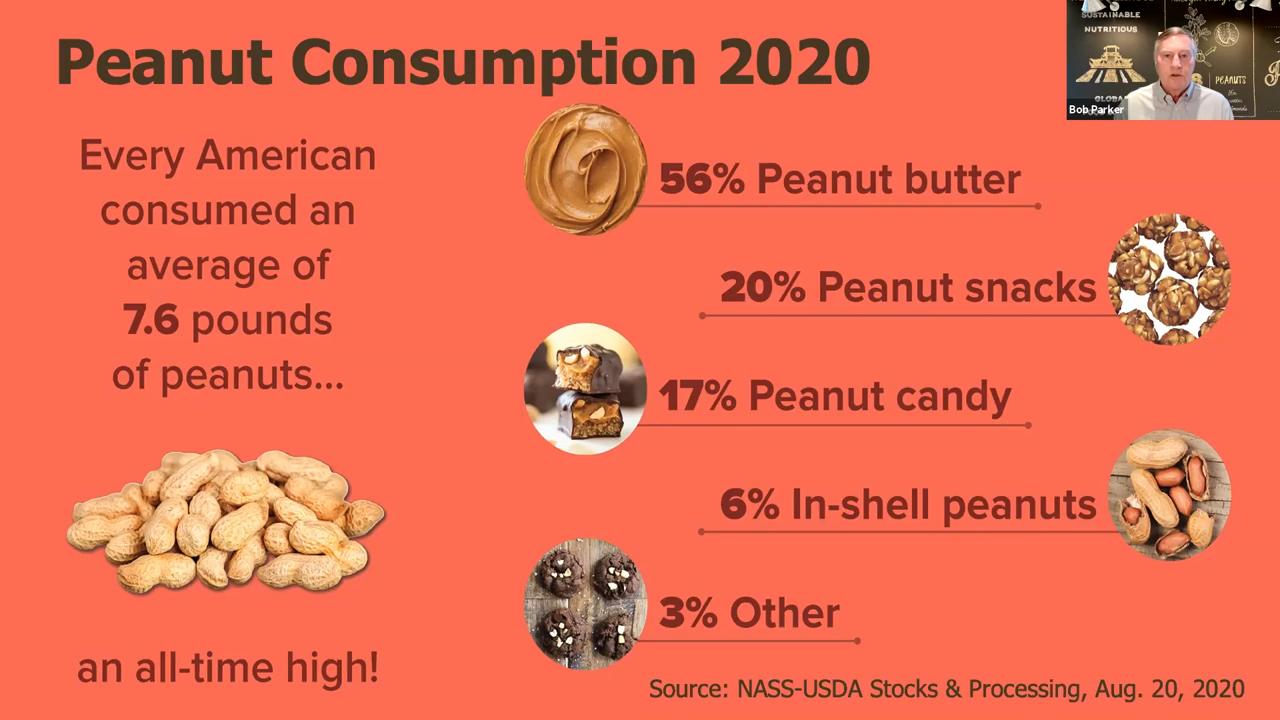 Peanut Consumption 2020
SUSTAINABLE
NUTRITIOUS
PEANUTS
Bob Parker
Every American
consumed an
average of
7.6 pounds
of peanuts...
an all-time high!
56% Peanut butter
20% Peanut snacks
17% Peanut candy
6% In-shell peanuts
3% Other
Source: NASS-USDA Stocks & Processing, Aug. 20, 2020